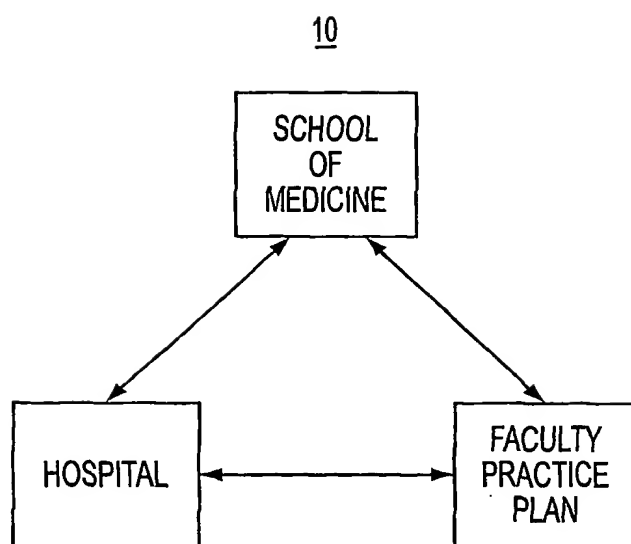 10
SCHOOL
OF
MEDICINE
HOSPITAL
FACULTY
PRACTICE
PLAN